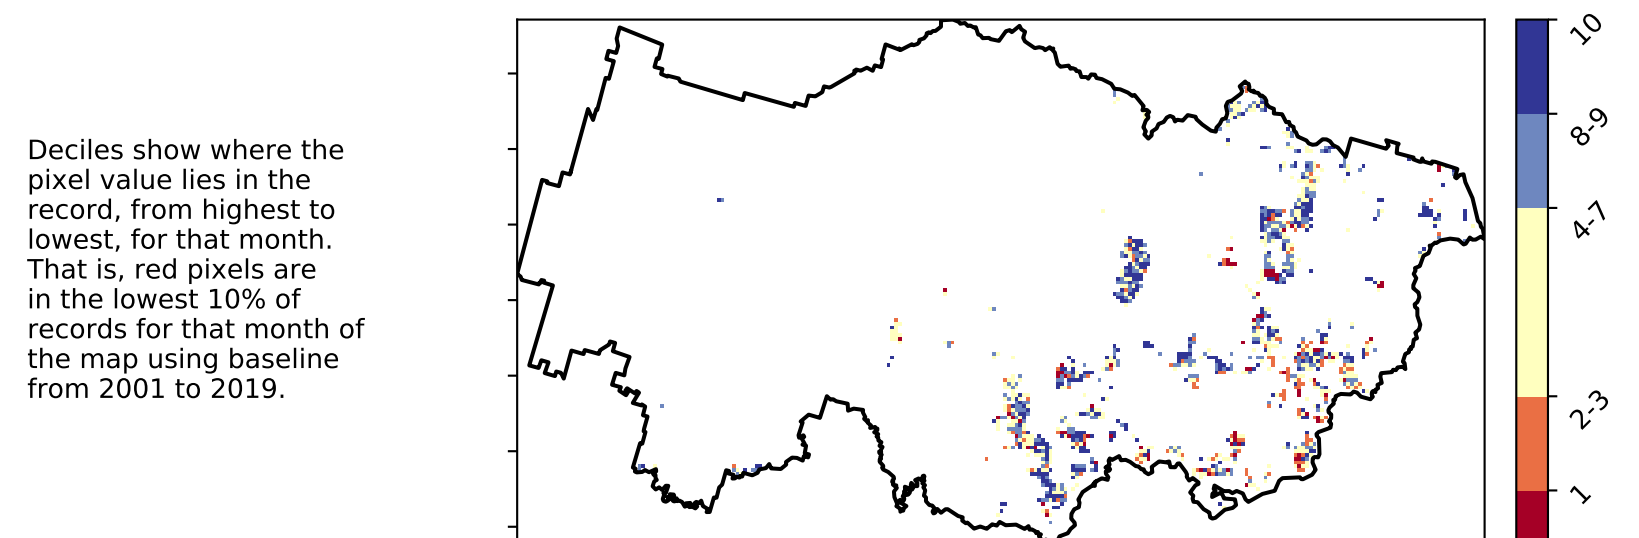 Deciles show where the
pixel value lies in the
record, from highest to
lowest, for that month.
That is, red pixels are
in the lowest 10% of
records for that month of
the map using baseline
from 2001 to 2019.
10
8-9
4-7
2-3
1